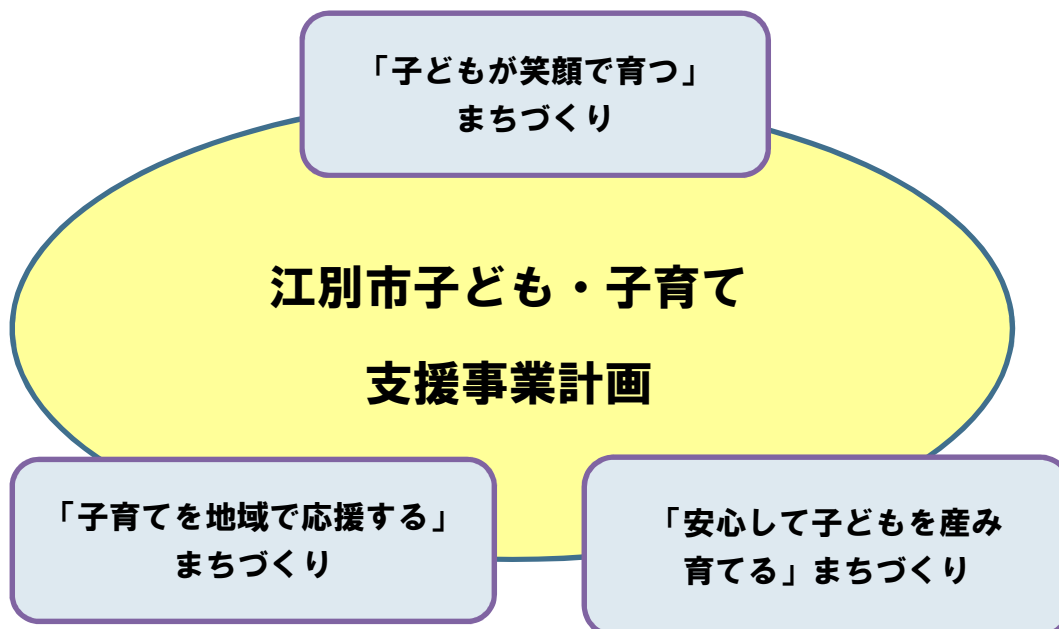 「子どもが笑顔で育つ」
まちづくり
江別市子ども・子育て
支援事業計画
「子育てを地域で応援する」
まちづくり
「安心して子どもを産み
育てる」まちづくり